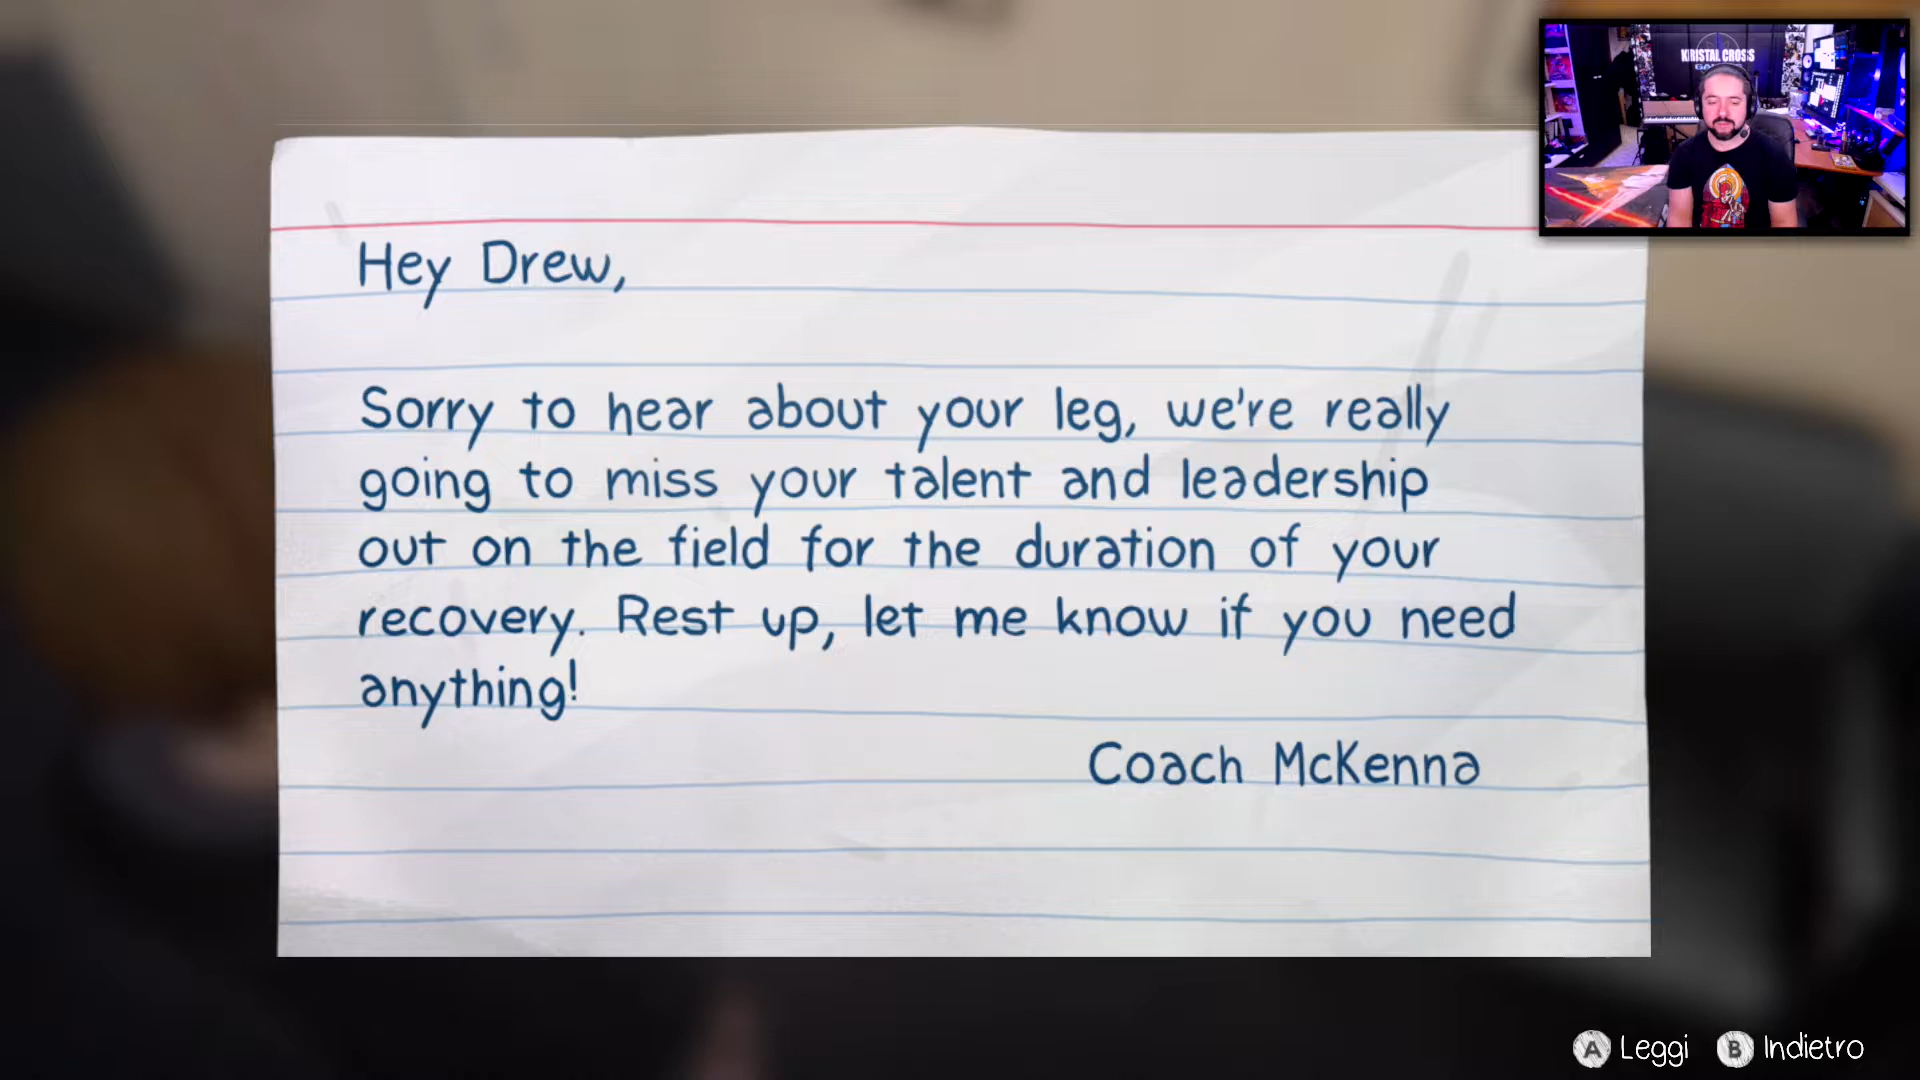 KRISTAL CROSS
Hey Drew,
Sorry to hear about your leg, we're really
going to miss your talent and leadership
out on the field for the duration of your
recovery. Rest up, let me know if you need
anything!
Coach McKenna
A Leggi B Indietro